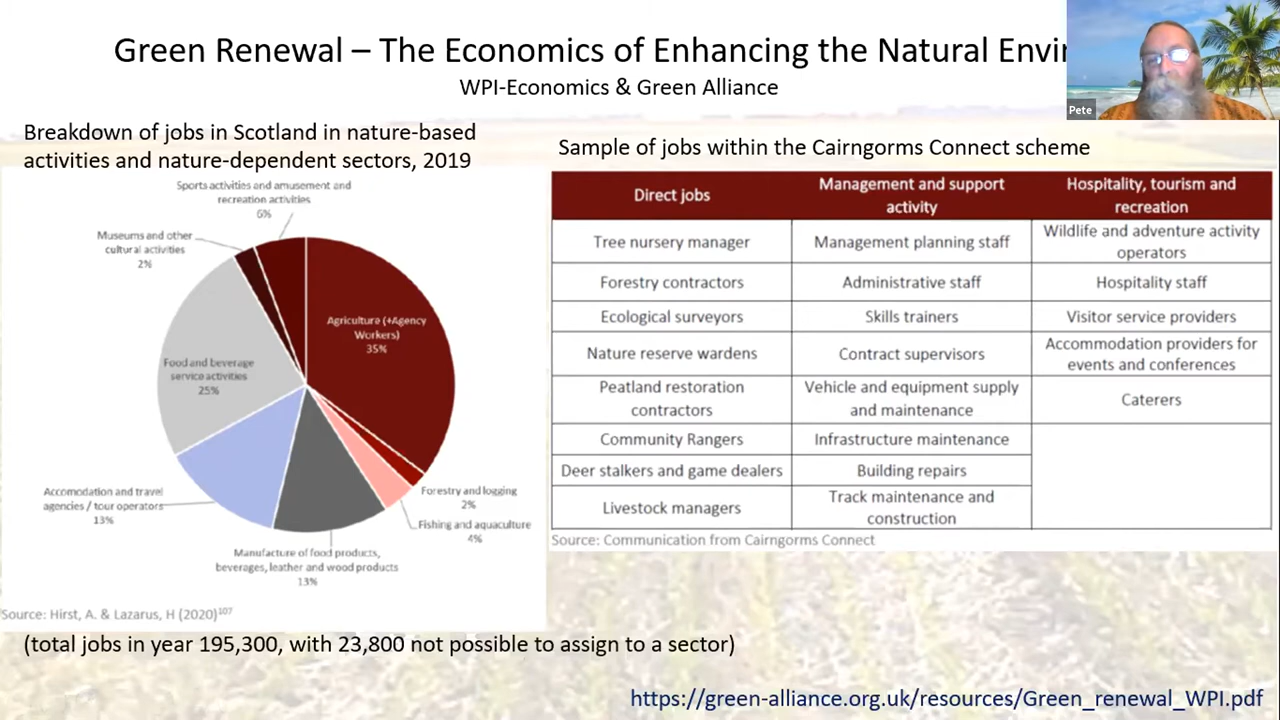 Green Renewal – The Economics of Enhancing the Natural Envir
WPI-Economics & Green Alliance
Pete
Breakdown of jobs in Scotland in nature-based
activities and nature-dependent sectors, 2019
Sports activities and amusement and
recreation activities
6%
Museums and other
cultural activities
2%
Agriculture (+Agency
Workers)
35%
Food and beverage
service activities
25%
Accomodation and travel
agencies / tour operators
13%
Forestry and logging
2%
Fishing and aquaculture
4%
Manufacture of food products,
beverages, leather and wood products
13%
Source: Hirst, A. & Lazarus, H (2020)107
(total jobs in year 195,300, with 23,800 not possible to assign to a sector)
Sample of jobs within the Cairngorms Connect scheme
Direct jobs
Management and support
activity
Hospitality, tourism and
recreation
Tree nursery manager
Management planning staff
Wildlife and adventure activity
operators
Forestry contractors
Administrative staff
Hospitality staff
Ecological surveyors
Skills trainers
Visitor service providers
Nature reserve wardens
Contract supervisors
Accommodation providers for
events and conferences
Peatland restoration
contractors
Vehicle and equipment supply
and maintenance
Caterers
Community Rangers
Infrastructure maintenance
Deer stalkers and game dealers
Building repairs
Livestock managers
Track maintenance and
construction
Source: Communication from Cairngorms Connect
https://green-alliance.org.uk/resources/Green_renewal_WPI.pdf